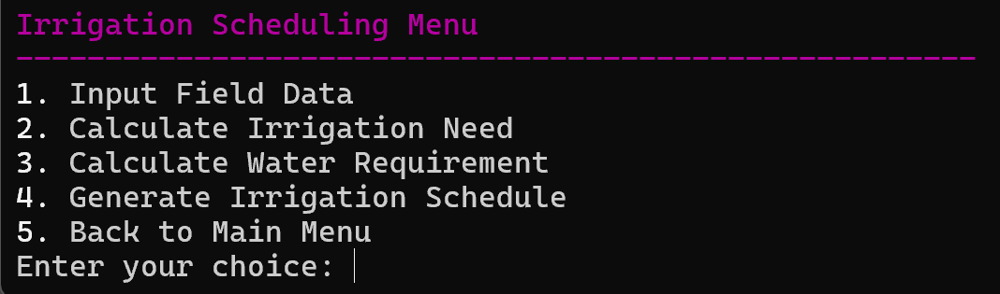 Irrigation Scheduling Menu
------------------------------------------------------
1. Input Field Data
2. Calculate Irrigation Need
3. Calculate Water Requirement
4. Generate Irrigation Schedule
5. Back to Main Menu
Enter your choice: